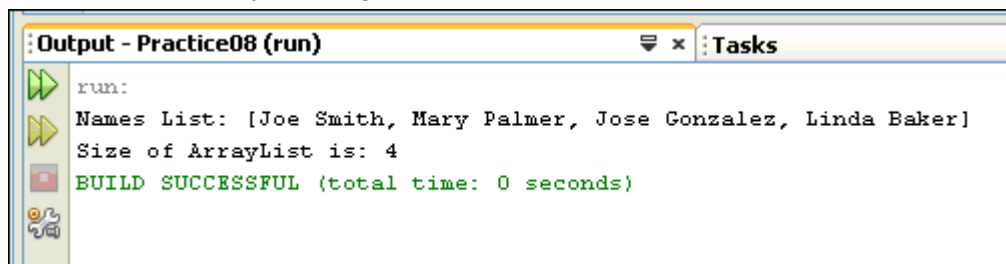 Output - Practice08 (run)
Tasks
run:
Names List: [Joe Smith, Mary Palmer, Jose Gonzalez, Linda Baker]
Size of ArrayList is: 4
BUILD SUCCESSFUL (total time: 0 seconds)